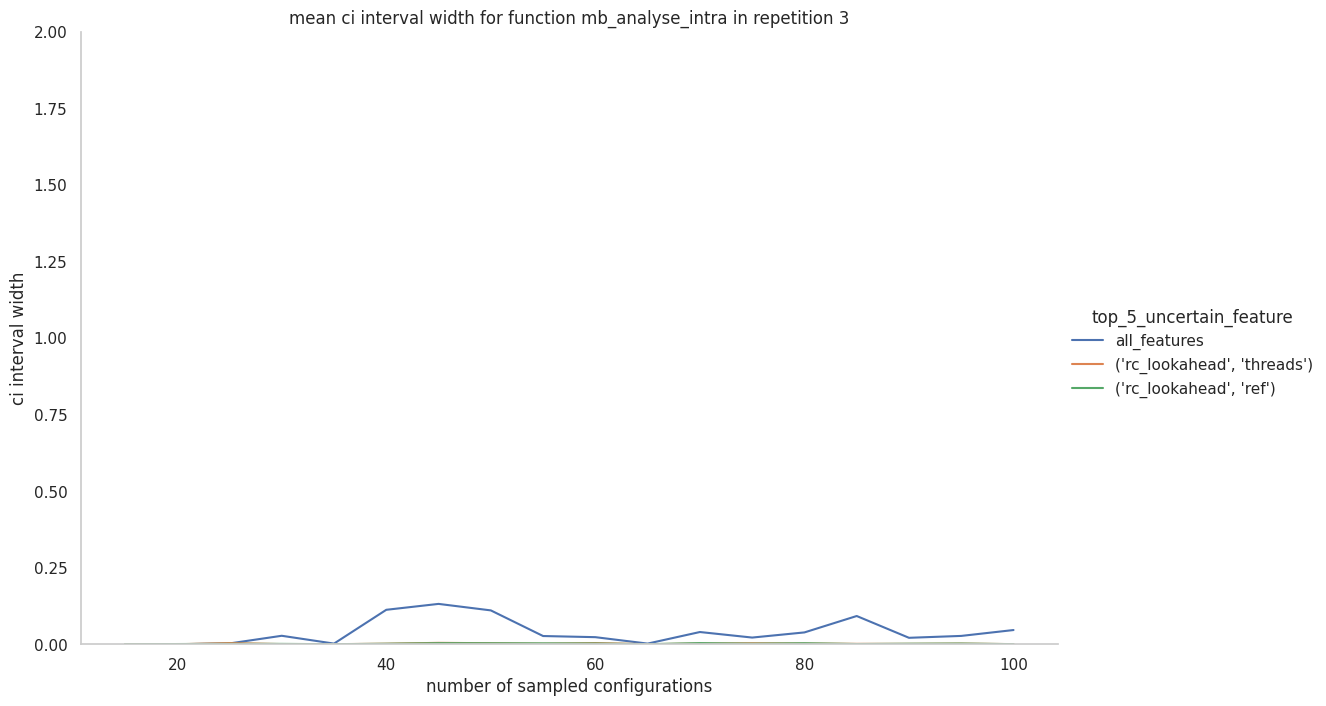 mean ci interval width for function mb_analyse_intra in repetition 3
2.00
1.75
1.50
1.25
1.00
0.75
0.50
0.25
0.00
ci interval width
20
40
60
80
100
number of sampled configurations
top_5_uncertain_feature
all_features
('rc_lookahead', 'threads')
('rc_lookahead', 'ref')